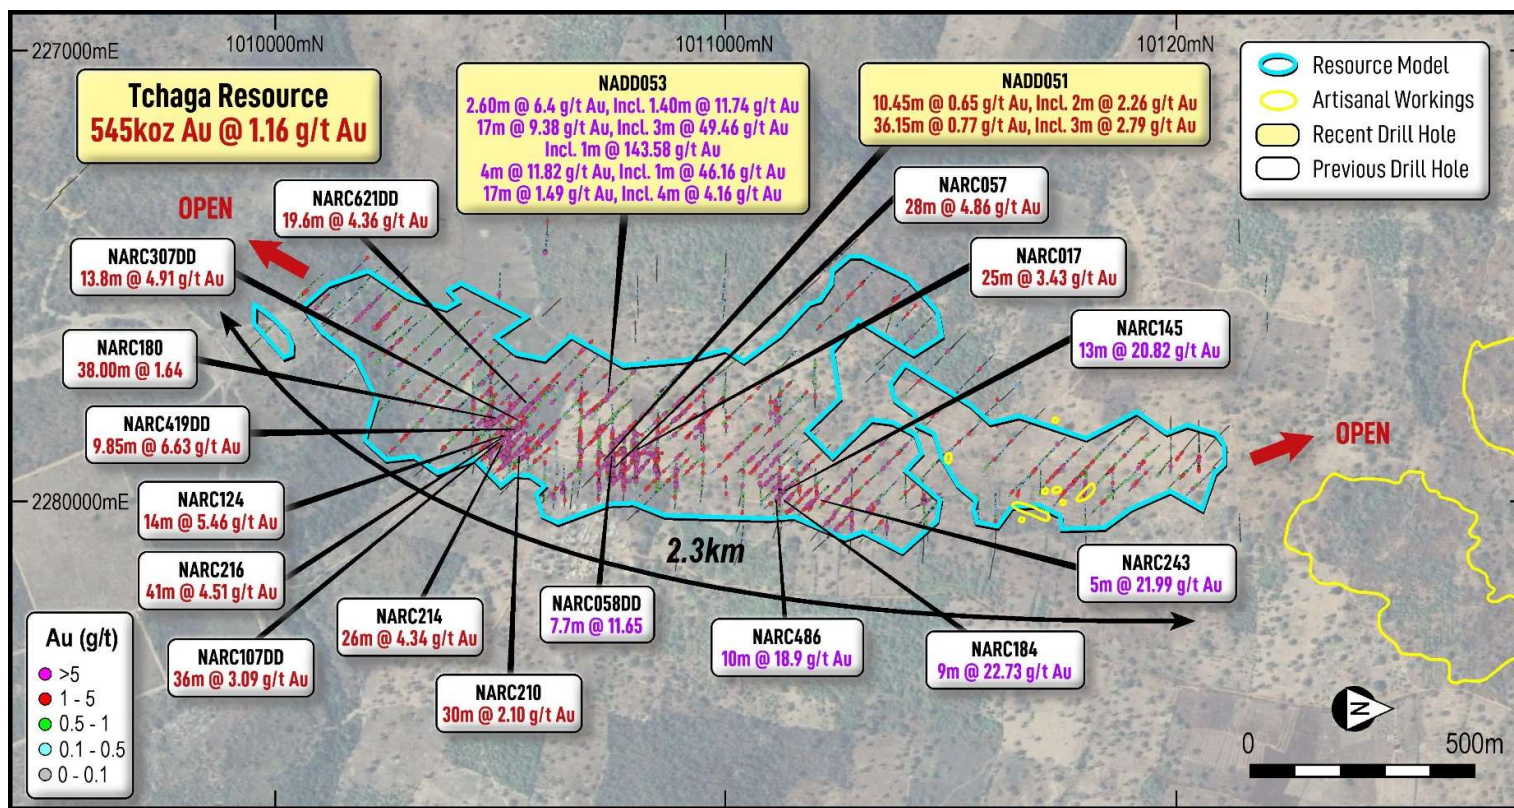 1010000mN
1011000mN
10120mN
227000mE
Tchaga Resource
545koz Au @ 1.16 g/t Au
NADD053
2.60m @ 6.4 g/t Au, Incl. 1.40m @ 11.74 g/t Au
17m @ 9.38 g/t Au, Incl. 3m @ 49.46 g/t Au
Incl. 1m @ 143.58 g/t Au
4m @ 11.82 g/t Au, Incl. 1m @ 46.16 g/t Au
17m @ 1.49 g/t Au, Incl. 4m @ 4.16 g/t Au
NADD051
10.45m @ 0.65 g/t Au, Incl. 2m @ 2.26 g/t Au
36.15m @ 0.77 g/t Au, Incl. 3m @ 2.79 g/t Au
Resource Model
Artisanal Workings
Recent Drill Hole
Previous Drill Hole
OPEN
NARC621DD
19.6m @ 4.36 g/t Au
NARC057
28m @ 4.86 g/t Au
NARC307DD
13.8m @ 4.91 g/t Au
NARC017
25m @ 3.43 g/t Au
NARC180
38.00m @ 1.64
NARC145
13m @ 20.82 g/t Au
NARC419DD
9.85m @ 6.63 g/t Au
OPEN
2280000mE
NARC124
14m @ 5.46 g/t Au
2.3km
NARC216
41m @ 4.51 g/t Au
NARC243
5m @ 21.99 g/t Au
NARC214
26m @ 4.34 g/t Au
NARC058DD
7.7m @ 11.65
NARC486
10m @ 18.9 g/t Au
NARC184
9m @ 22.73 g/t Au
NARC107DD
36m @ 3.09 g/t Au
NARC210
30m @ 2.10 g/t Au
Au (g/t)
>5
1 - 5
0.5 - 1
0.1 - 0.5
0 - 0.1
N
0
500m